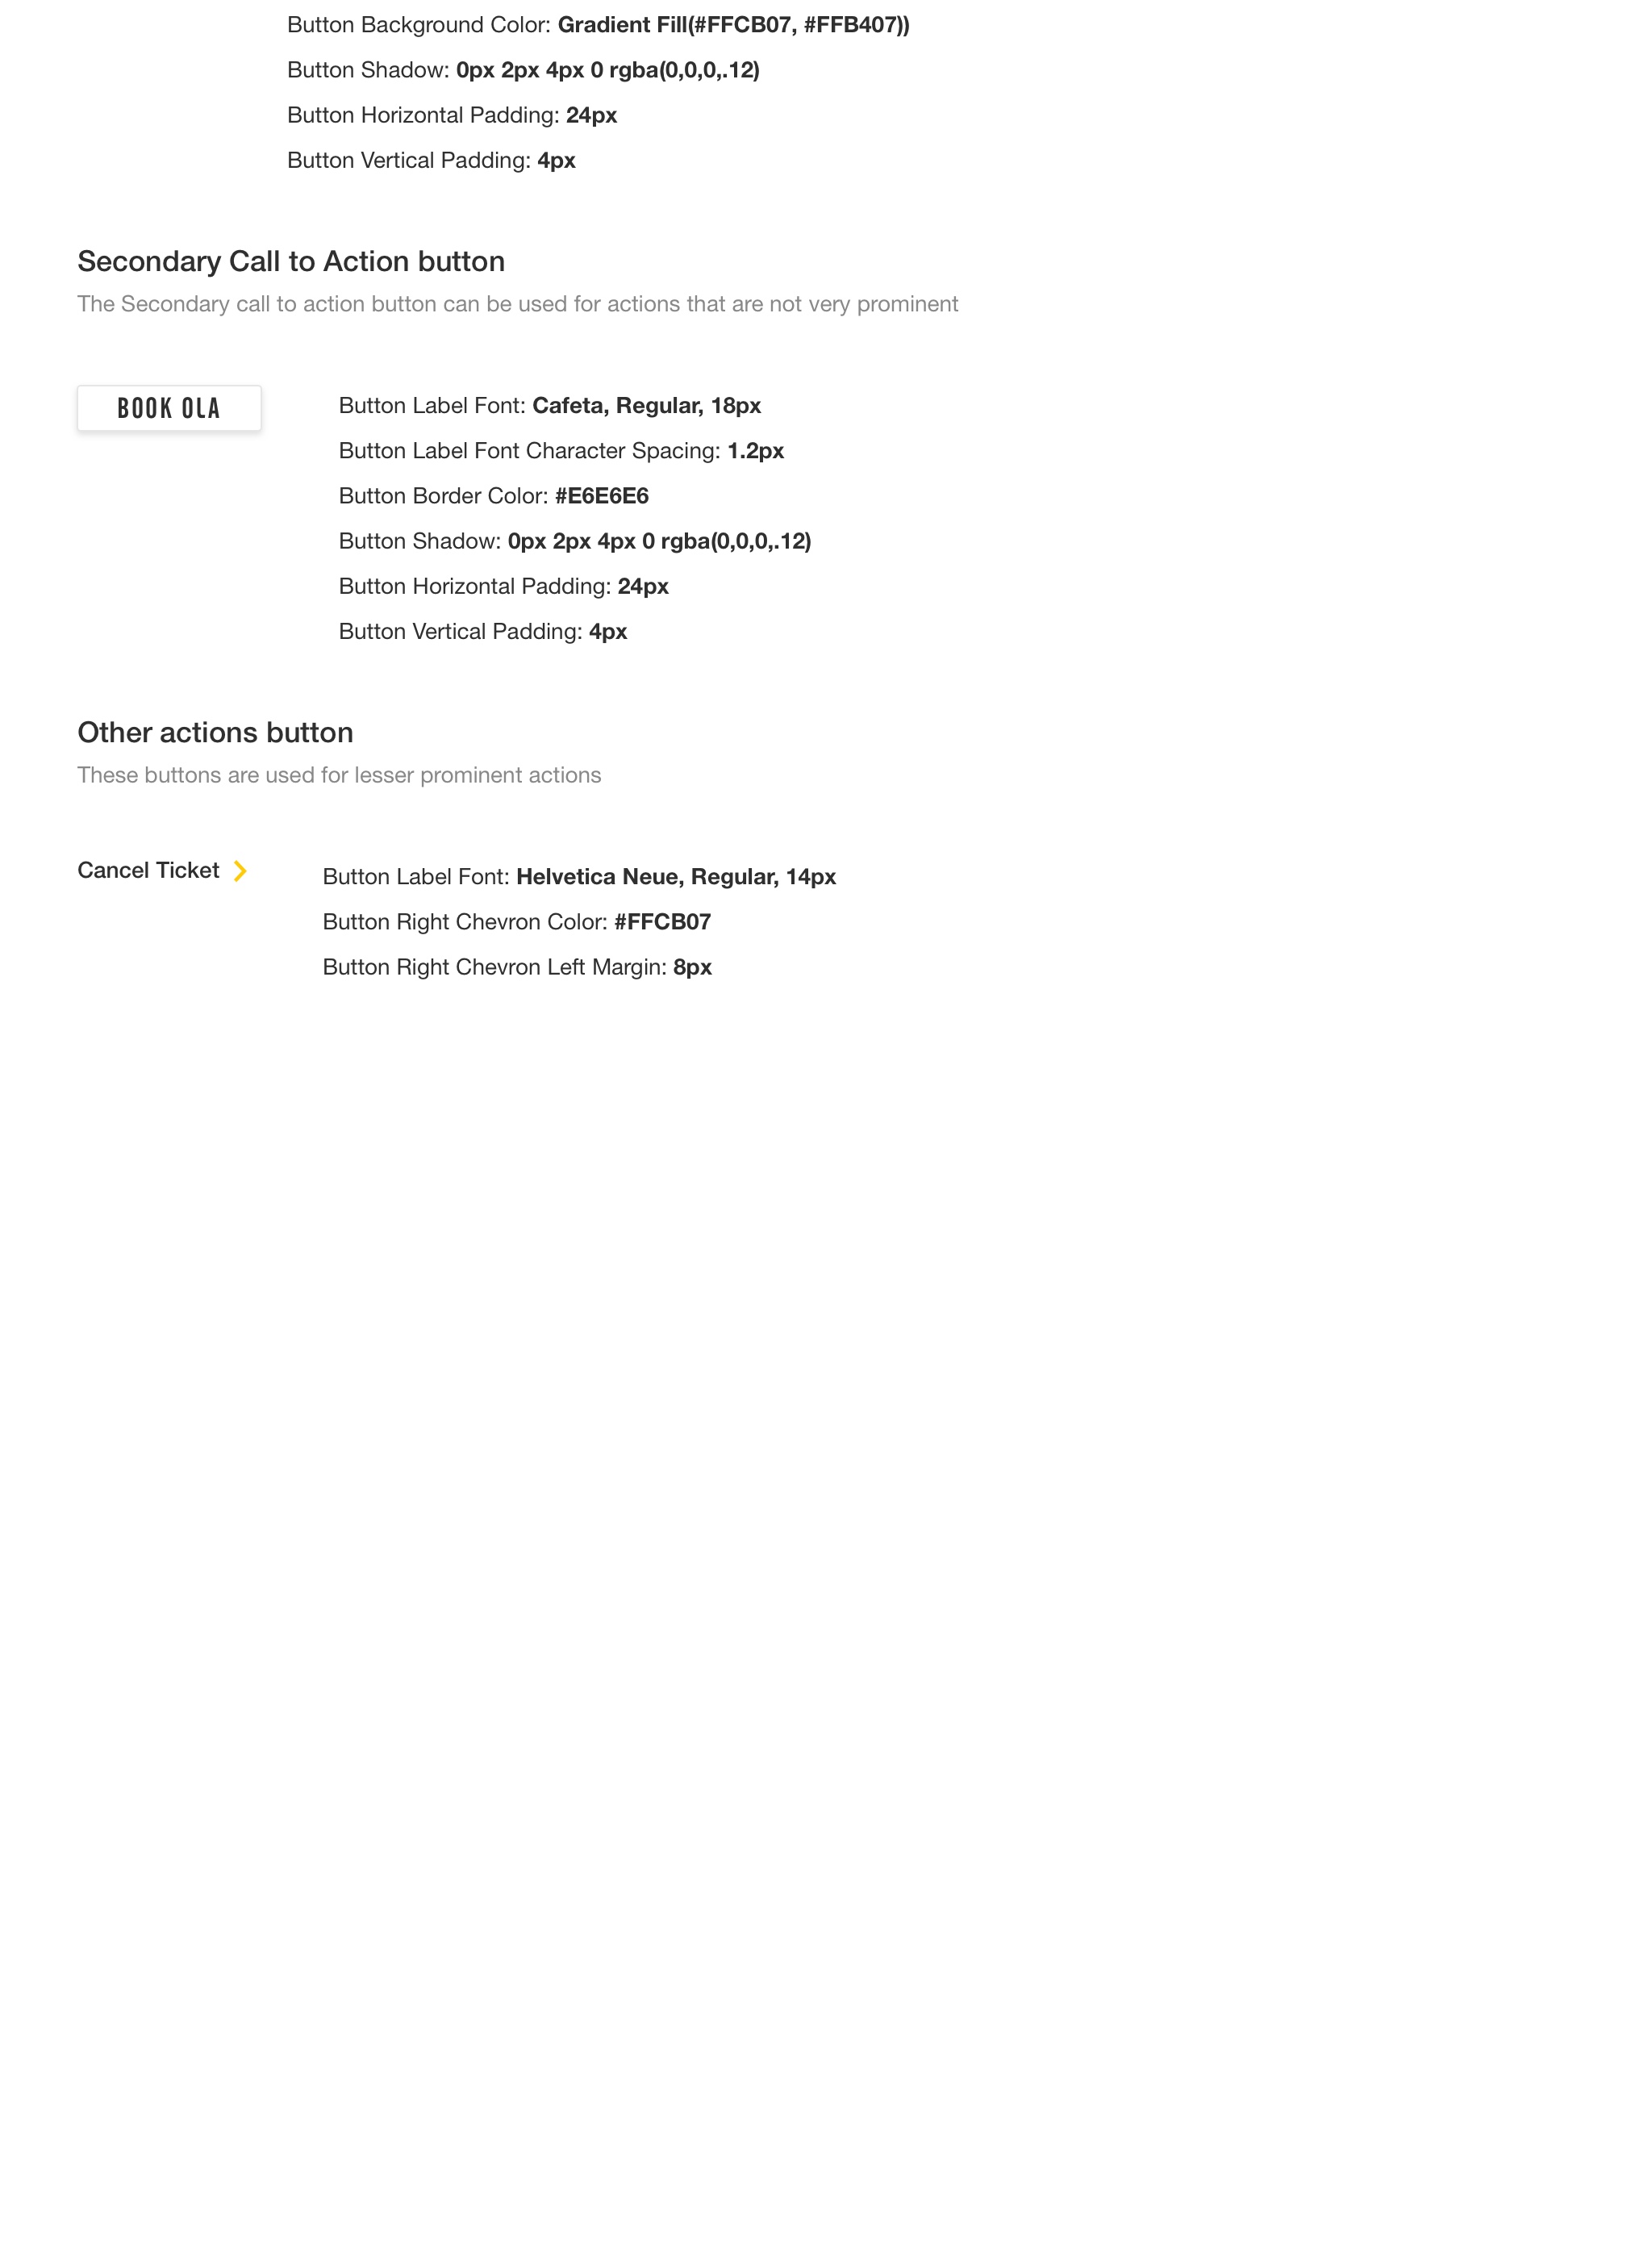 Button Background Color: Gradient Fill(#FFCB07, #FFB407))
Button Shadow: 0px 2px 4px 0 rgba(0,0,0,.12)
Button Horizontal Padding: 24px
Button Vertical Padding: 4px
Secondary Call to Action button
The Secondary call to action button can be used for actions that are not very prominent
BOOK OLA
Button Label Font: Cafeta, Regular, 18px
Button Label Font Character Spacing: 1.2px
Button Border Color: #E6E6E6
Button Shadow: 0px 2px 4px 0 rgba(0,0,0,.12)
Button Horizontal Padding: 24px
Button Vertical Padding: 4px
Other actions button
These buttons are used for lesser prominent actions
Cancel Ticket
Button Label Font: Helvetica Neue, Regular, 14px
Button Right Chevron Color: #FFCB07
Button Right Chevron Left Margin: 8px